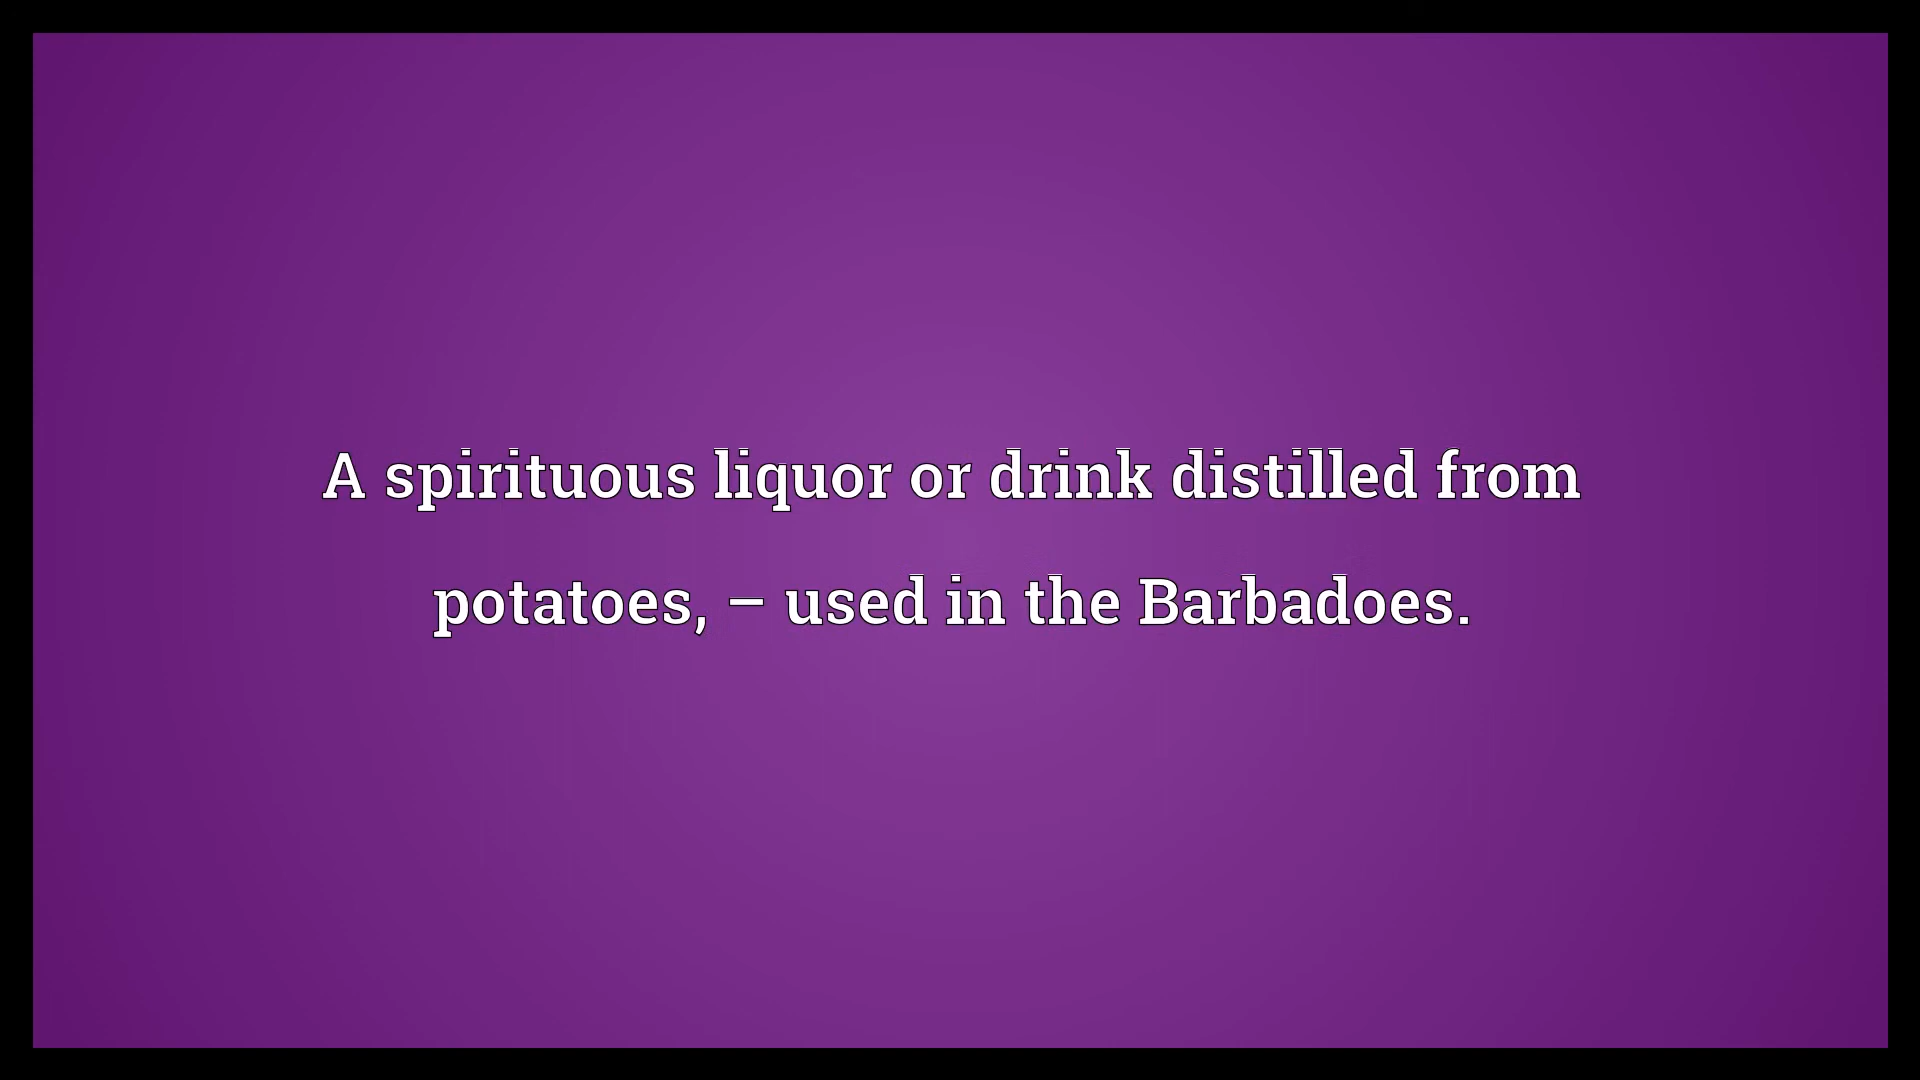 A spirituous liquor or drink distilled from
potatoes, – used in the Barbadoes.